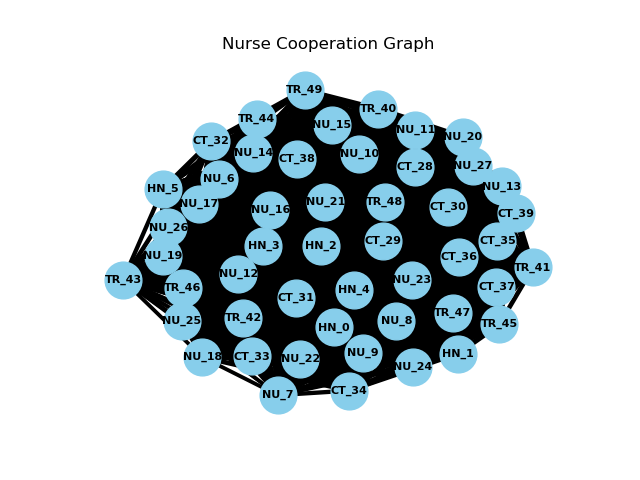 Nurse Cooperation Graph
TR_49
TR_40
TR_44
NU_15
NU_11
NU_20
CT_32
NU_14
CT_38
NU_10
CT_28
NU_27
NU_6
HN_5
NU_13
NU_17
NU_16
NU_21
TR_48
CT_30
CT_39
NU_26
HN_3
HN_2
CT_29
CT_35
NU_19
CT_36
TR_41
NU_12
TR_43
NU_23
TR_46
HN_4
CT_37
CT_31
TR_47
NU_25
TR_42
NU_8
TR_45
HN_0
NU_18
CT_33
NU_22
NU_9
HN_1
NU_24
NU_7
CT_34